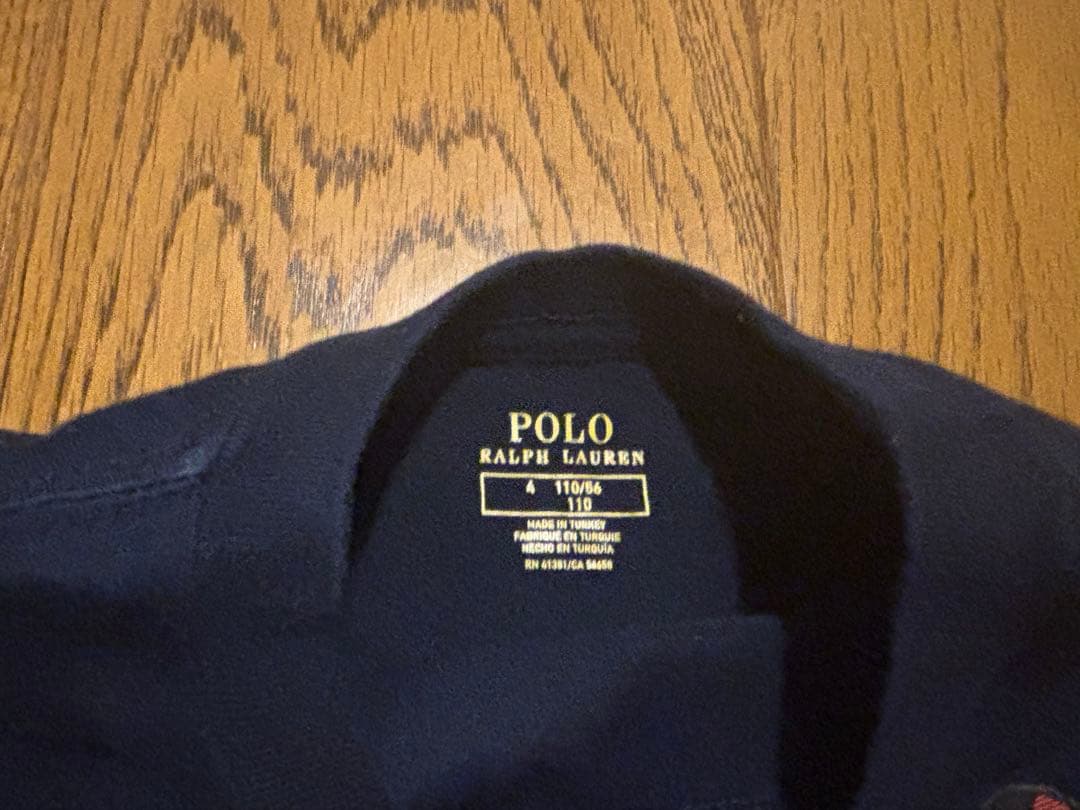 POLO
RALPH LAUREN
4 110/56
110
MADE IN TURKEY
FABRIQUÉ EN TURQUIE
HECHO EN TURQUÍA
RN 41381/CA 56658